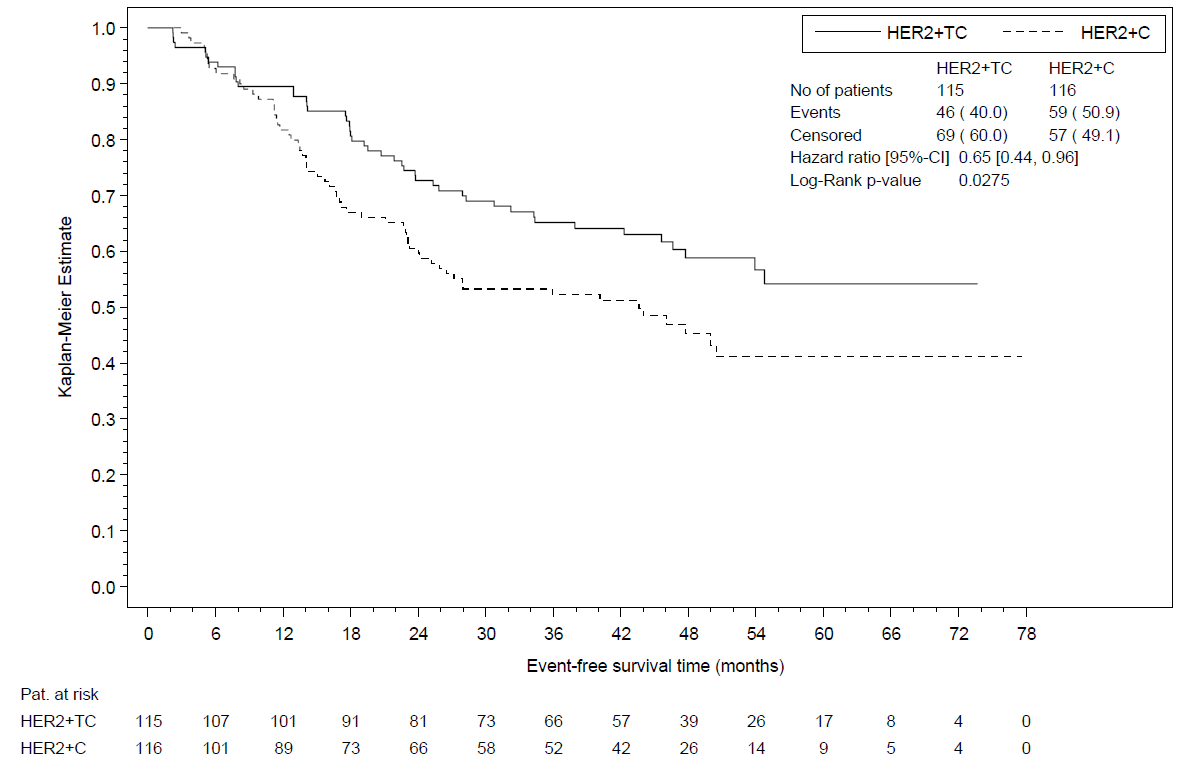 HER2+TC HER2+C
HER2+TC HER2+C
No of patients 115 116
Events 46 ( 40.0) 59 ( 50.9)
Censored 69 ( 60.0) 57 ( 49.1)
Hazard ratio [95%-CI] 0.65 [0.44, 0.96]
Log-Rank p-value 0.0275
Kaplan-Meier Estimate
1.0
0.9
0.8
0.7
0.6
0.5
0.4
0.3
0.2
0.1
0.0
0 6 12 18 24 30 36 42 48 54 60 66 72 78
Event-free survival time (months)
Pat. at risk
HER2+TC 115 107 101 91 81 73 66 57 39 26 17 8 4 0
HER2+C 116 101 89 73 66 58 52 42 26 14 9 5 4 0